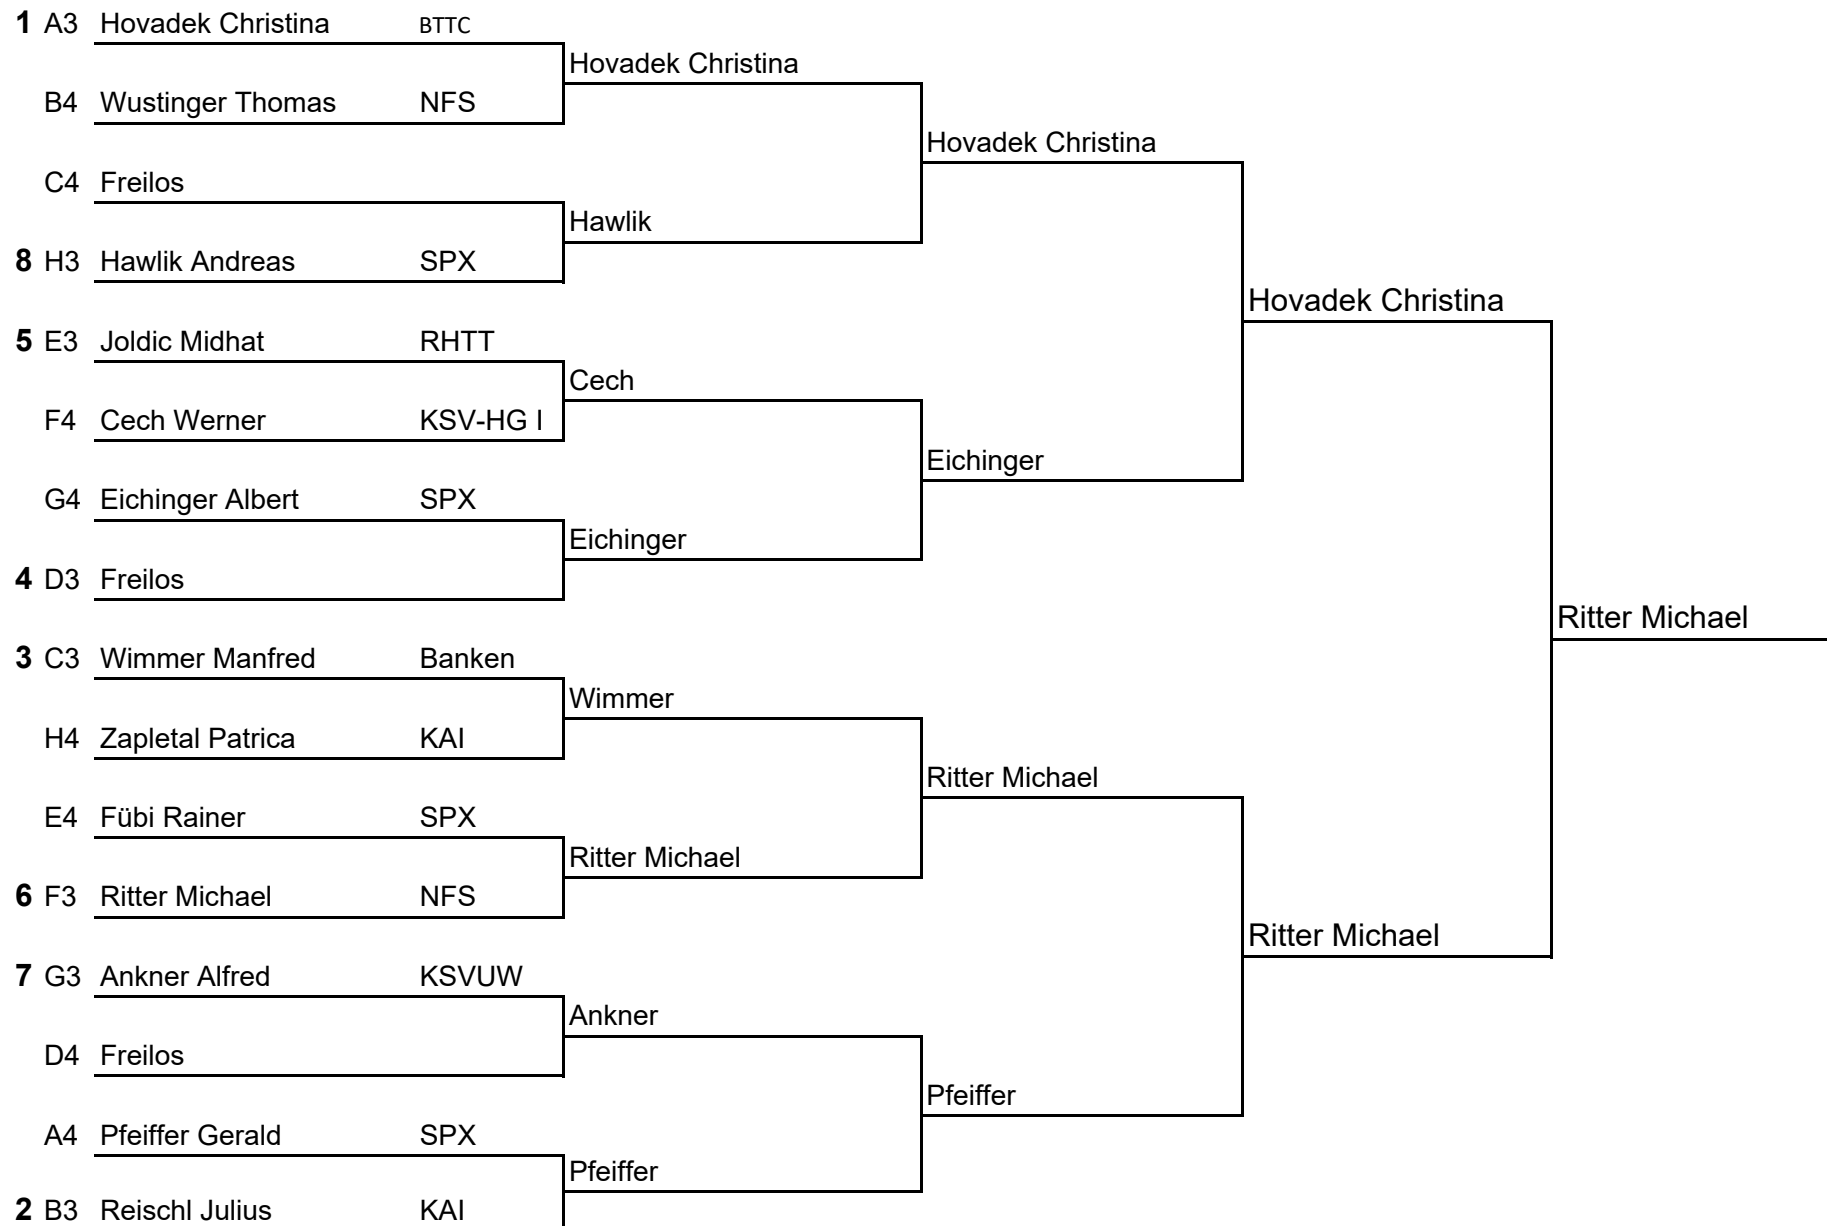 1 A3 Hovadek Christina BTTC
Hovadek Christina
B4 Wustinger Thomas NFS
Hovadek Christina
C4 Freilos
Hawlik
8 H3 Hawlik Andreas SPX
Hovadek Christina
5 E3 Joldic Midhat RHTT
Cech
F4 Cech Werner KSV-HG I
Eichinger
G4 Eichinger Albert SPX
Eichinger
4 D3 Freilos
Ritter Michael
3 C3 Wimmer Manfred Banken
Wimmer
H4 Zapletal Patrica KAI
Ritter Michael
E4 Fübi Rainer SPX
Ritter Michael
6 F3 Ritter Michael NFS
Ritter Michael
7 G3 Ankner Alfred KSVUW
Ankner
D4 Freilos
Pfeiffer
A4 Pfeiffer Gerald SPX
Pfeiffer
2 B3 Reischl Julius KAI